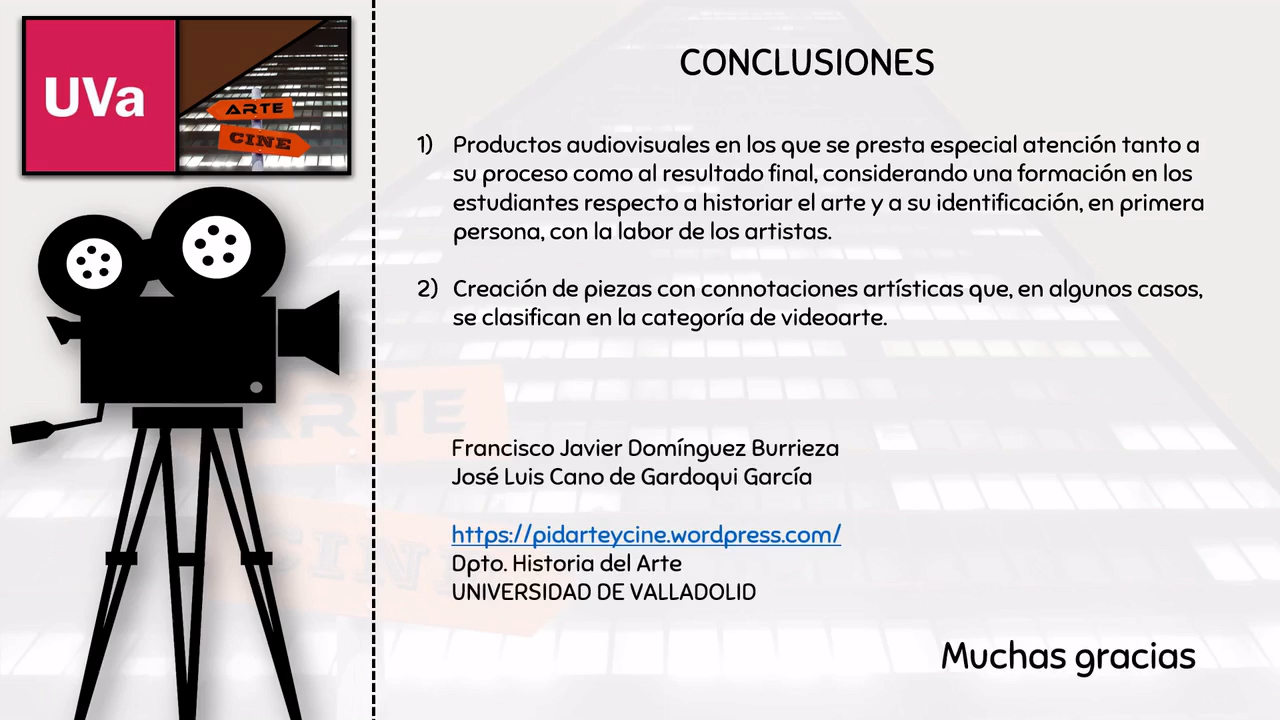 UVa
ARTE
CINE
CONCLUSIONES
1) Productos audiovisuales en los que se presta especial atención tanto a
su proceso como al resultado final, considerando una formación en los
estudiantes respecto a historiar el arte y a su identificación, en primera
persona, con la labor de los artistas.
2) Creación de piezas con connotaciones artísticas que, en algunos casos,
se clasifican en la categoría de videoarte.
ARTE
CINE
Francisco Javier Domínguez Burrieza
José Luis Cano de Gardoqui García
https://pidarteycine.wordpress.com/
Dpto. Historia del Arte
UNIVERSIDAD DE VALLADOLID
Muchas gracias